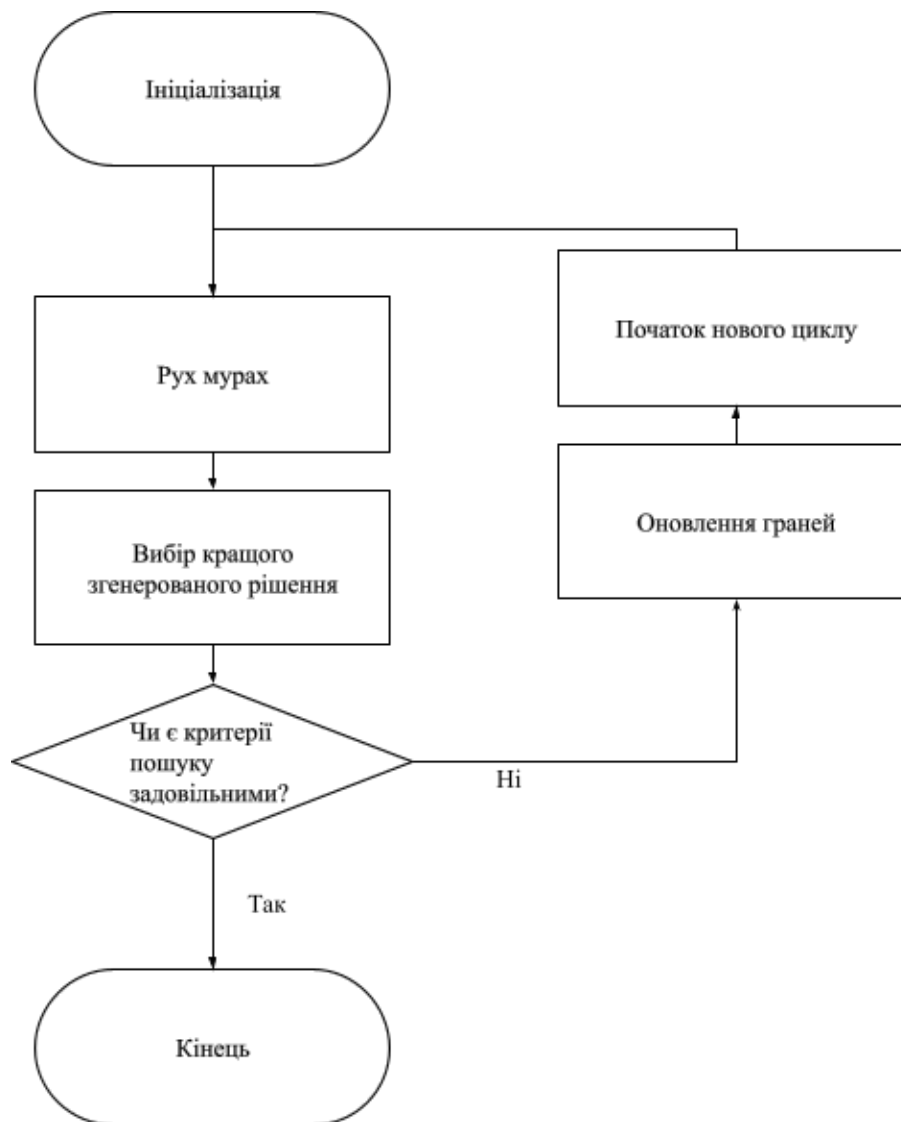 Ініціалізація
Початок нового циклу
Рух мурах
Оновлення граней
Вибір кращого
згенерованого рішення
Чи є критерії
пошуку
задовільними?
Ні
Так
Кінець